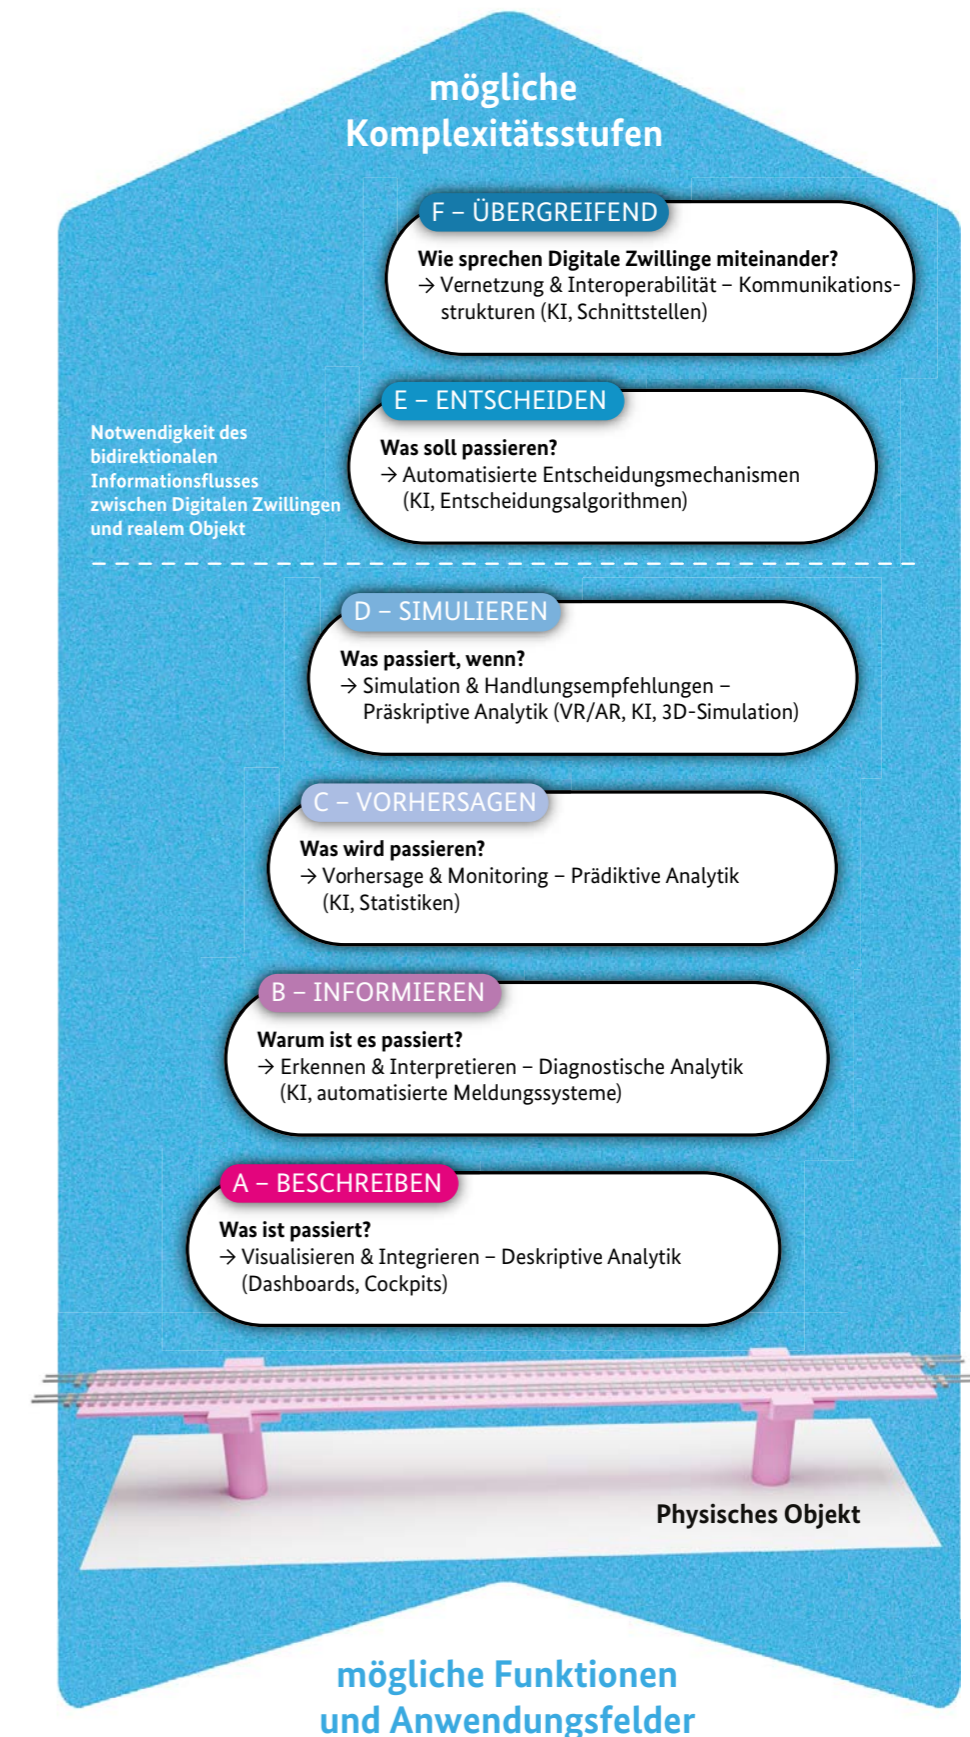 mögliche
Komplexitätsstufen
F – ÜBERGREIFEND
Wie sprechen Digitale Zwillinge miteinander?
→ Vernetzung & Interoperabilität – Kommunikations-
strukturen (KI, Schnittstellen)
E – ENTSCHEIDEN
Was soll passieren?
→ Automatisierte Entscheidungsmechanismen
(KI, Entscheidungsalgorithmen)
Notwendigkeit des
bidirektionalen
Informationsflusses
zwischen Digitalen Zwillingen
und realem Objekt
D – SIMULIEREN
Was passiert, wenn?
→ Simulation & Handlungsempfehlungen –
Präskriptive Analytik (VR/AR, KI, 3D-Simulation)
C – VORHERSAGEN
Was wird passieren?
→ Vorhersage & Monitoring – Prädiktive Analytik
(KI, Statistiken)
B – INFORMIEREN
Warum ist es passiert?
→ Erkennen & Interpretieren – Diagnostische Analytik
(KI, automatisierte Meldungssysteme)
A – BESCHREIBEN
Was ist passiert?
→ Visualisieren & Integrieren – Deskriptive Analytik
(Dashboards, Cockpits)
Physisches Objekt
mögliche Funktionen
und Anwendungsfelder